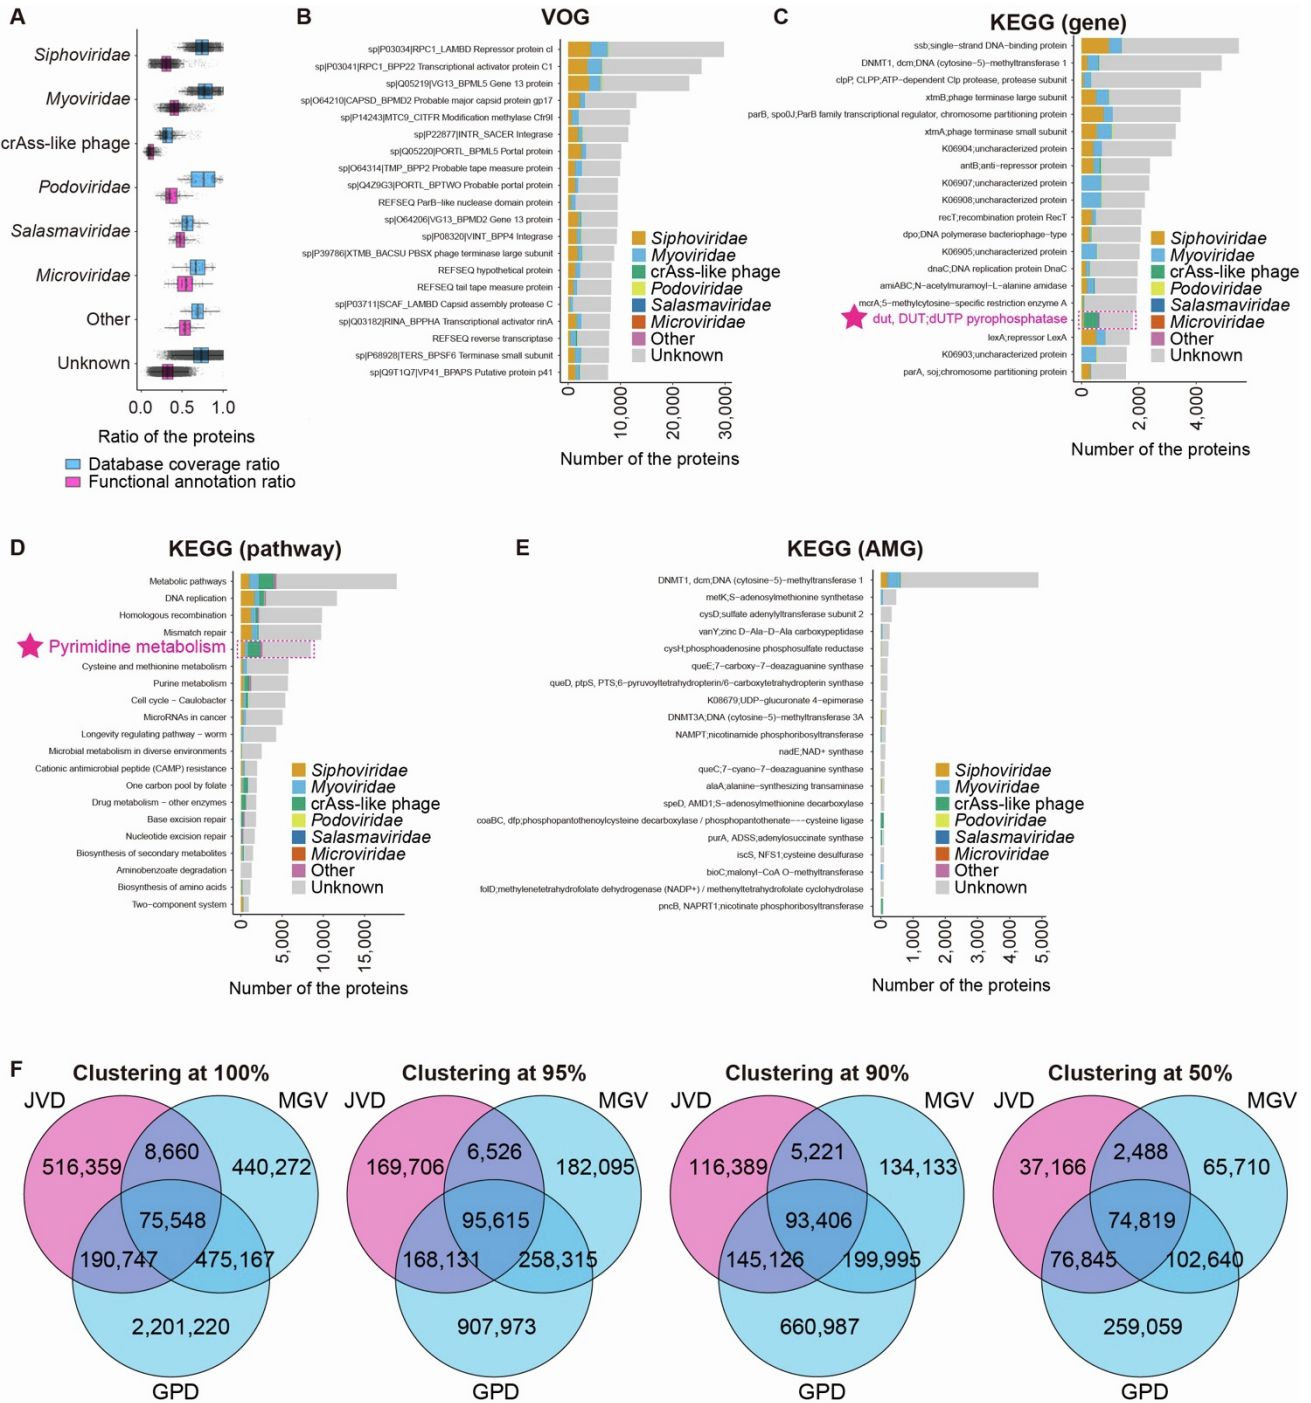 A
Siphoviridae
Myoviridae
crAss-like phage
Podoviridae
Salasmaviridae
Microviridae
Other
Unknown
0.0 0.5 1.0
Ratio of the proteins
Database coverage ratio
Functional annotation ratio
B
VOG
sp|P03034|RPC1_LAMBD Repressor protein cI
sp|P03041|RPC1_BPP22 Transcriptional activator protein C1
sp|Q05219|VG13_BPML5 Gene 13 protein
sp|O64210|CAPSD_BPMD2 Probable major capsid protein gp17
sp|P14243|MTC9_CITFR Modification methylase Cfr9I
sp|P22877|INTR_SACER Integrase
sp|Q05220|PORTL_BPML5 Portal protein
sp|O64314|TMP_BPP2 Probable tape measure protein
sp|Q4Z9G3|PORTL_BPTWO Probable portal protein
REFSEQ ParB−like nuclease domain protein
sp|O64206|VG13_BPMD2 Gene 13 protein
sp|P08320|VINT_BPP4 Integrase
sp|P39786|XTMB_BACSU PBSX phage terminase large subunit
REFSEQ hypothetical protein
REFSEQ tail tape measure protein
sp|P03711|SCAF_LAMBD Capsid assembly protease C
sp|Q03182|RINA_BPPHA Transcriptional activator rinA
REFSEQ reverse transcriptase
sp|P68928|TERS_BPSF6 Terminase small subunit
sp|Q9T1Q7|VP41_BPAPS Putative protein p41
Siphoviridae
Myoviridae
crAss-like phage
Podoviridae
Salasmaviridae
Microviridae
Other
Unknown
0 10,000 20,000 30,000
Number of the proteins
C
KEGG (gene)
ssb;single−strand DNA−binding protein
DNMT1, dcm;DNA (cytosine−5)−methyltransferase 1
clpP, CLPP;ATP−dependent Clp protease, protease subunit
xtmB;phage terminase large subunit
parB, spo0J;ParB family transcriptional regulator, chromosome partitioning protein
xtmA;phage terminase small subunit
K06904;uncharacterized protein
antB;anti−repressor protein
K06907;uncharacterized protein
K06908;uncharacterized protein
recT;recombination protein RecT
dpo;DNA polymerase bacteriophage−type
K06905;uncharacterized protein
dnaC;DNA replication protein DnaC
amiABC;N−acetylmuramoyl−L−alanine amidase
mcrA;5−methylcytosine−specific restriction enzyme A
dut, DUT;dUTP pyrophosphatase
lexA;repressor LexA
K06903;uncharacterized protein
parA, soj;chromosome partitioning protein
Siphoviridae
Myoviridae
crAss-like phage
Podoviridae
Salasmaviridae
Microviridae
Other
Unknown
0 2,000 4,000
Number of the proteins
D
KEGG (pathway)
Metabolic pathways
DNA replication
Homologous recombination
Mismatch repair
Pyrimidine metabolism
Cysteine and methionine metabolism
Purine metabolism
Cell cycle − Caulobacter
MicroRNAs in cancer
Longevity regulating pathway − worm
Microbial metabolism in diverse environments
Cationic antimicrobial peptide (CAMP) resistance
One carbon pool by folate
Drug metabolism − other enzymes
Base excision repair
Nucleotide excision repair
Biosynthesis of secondary metabolites
Aminobenzoate degradation
Biosynthesis of amino acids
Two−component system
Siphoviridae
Myoviridae
crAss-like phage
Podoviridae
Salasmaviridae
Microviridae
Other
Unknown
0 5,000 10,000 15,000
Number of the proteins
E
KEGG (AMG)
DNMT1, dcm;DNA (cytosine−5)−methyltransferase 1
metK;S−adenosylmethionine synthetase
cysD;sulfate adenylyltransferase subunit 2
vanY;zinc D−Ala−D−Ala carboxypeptidase
cysH;phosphoadenosine phosphosulfate reductase
queE;7−carboxy−7−deazaguanine synthase
queD, ptpS, PTS;6−pyruvoyltetrahydropterin/6−carboxytetrahydropterin synthase
K08679;UDP−glucuronate 4−epimerase
DNMT3A;DNA (cytosine−5)−methyltransferase 3A
NAMPT;nicotinamide phosphoribosyltransferase
nadE;NAD+ synthase
queC;7−cyano−7−deazaguanine synthase
alaA;alanine−synthesizing transaminase
speD, AMD1;S−adenosylmethionine decarboxylase
coaBC, dfp;phosphopantothenoylcysteine decarboxylase / phosphopantothenate−−−cysteine ligase
purA, ADSS;adenylosuccinate synthase
iscS, NFS1;cysteine desulfurase
bioC;malonyl−CoA O−methyltransferase
folD;methylenetetrahydrofolate dehydrogenase (NADP+) / methenyltetrahydrofolate cyclohydrolase
pncB, NAPRT1;nicotinate phosphoribosyltransferase
Siphoviridae
Myoviridae
crAss-like phage
Podoviridae
Salasmaviridae
Microviridae
Other
Unknown
0 1,000 2,000 3,000 4,000 5,000
Number of the proteins
F
Clustering at 100%
JVD MGV
8,660
516,359 440,272
75,548
190,747 475,167
2,201,220
GPD
Clustering at 95%
JVD MGV
6,526
169,706 182,095
95,615
168,131 258,315
907,973
GPD
Clustering at 90%
JVD MGV
5,221
116,389 134,133
93,406
145,126 199,995
660,987
GPD
Clustering at 50%
JVD MGV
2,488
37,166 65,710
74,819
76,845 102,640
259,059
GPD